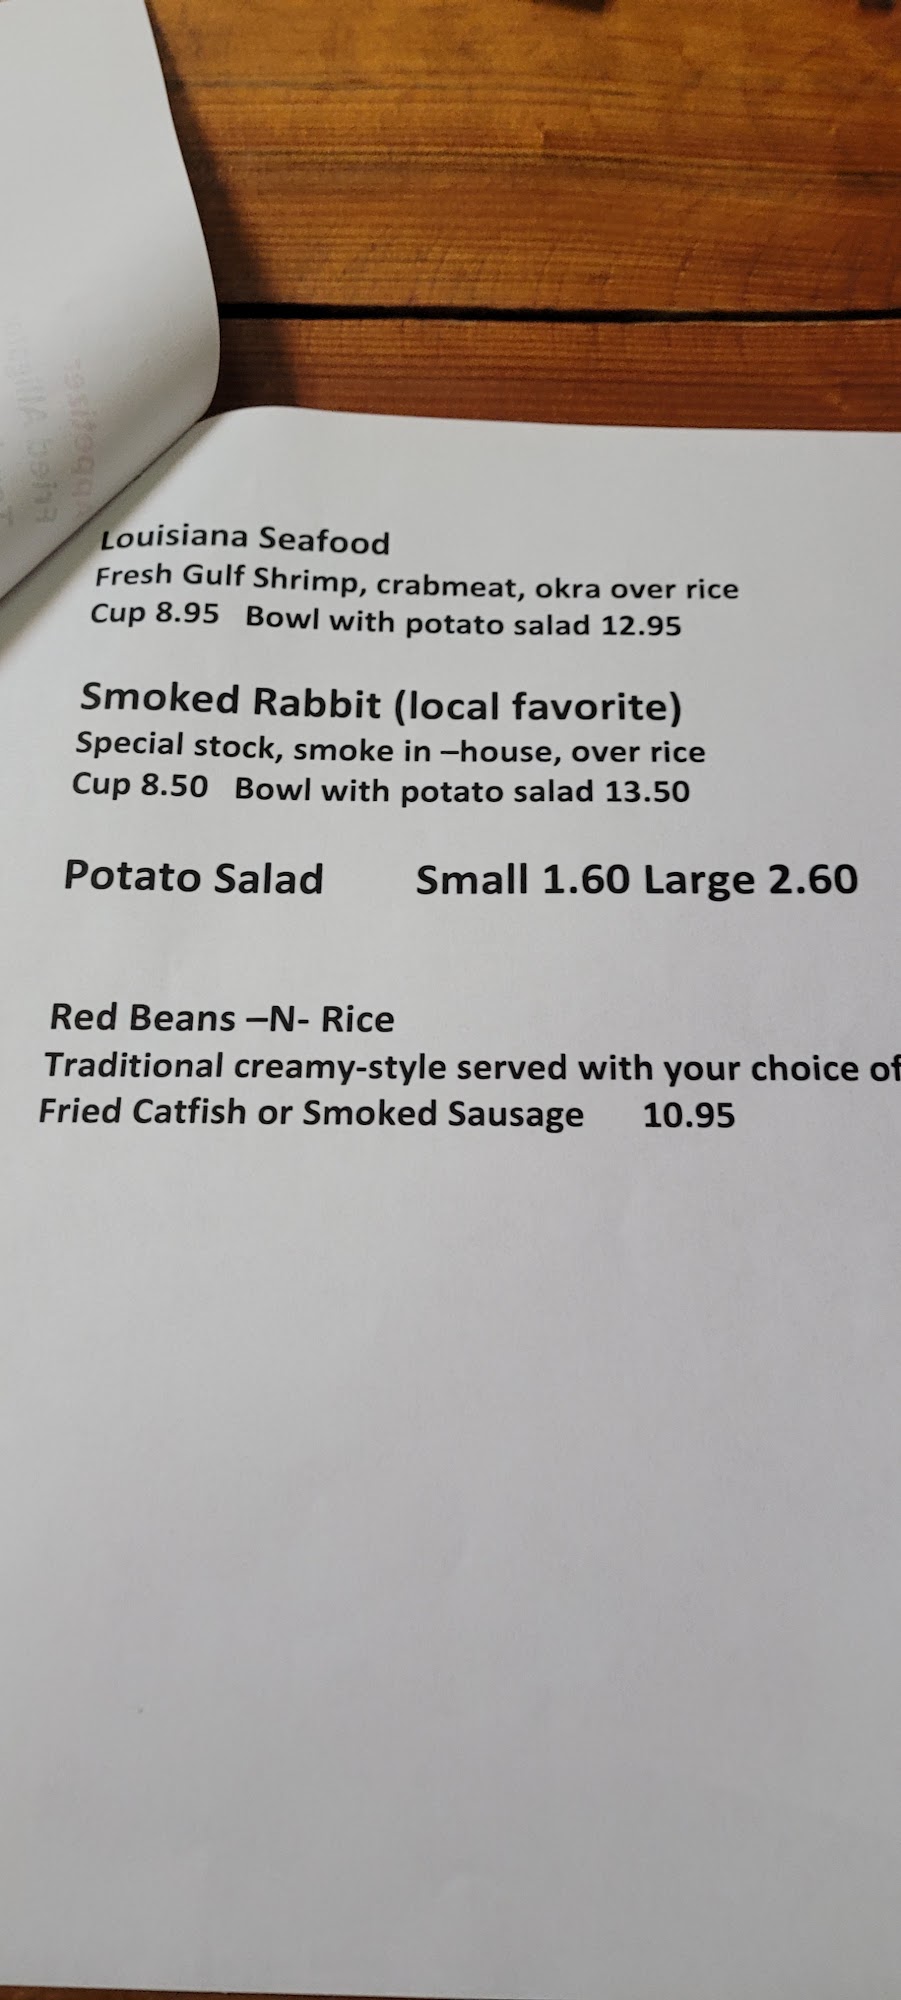 Louisiana Seafood
Fresh Gulf Shrimp, crabmeat, okra over rice
Cup 8.95 Bowl with potato salad 12.95
Smoked Rabbit (local favorite)
Special stock, smoke in –house, over rice
Cup 8.50 Bowl with potato salad 13.50
Potato Salad Small 1.60 Large 2.60
Red Beans –N- Rice
Traditional creamy-style served with your choice of
Fried Catfish or Smoked Sausage 10.95